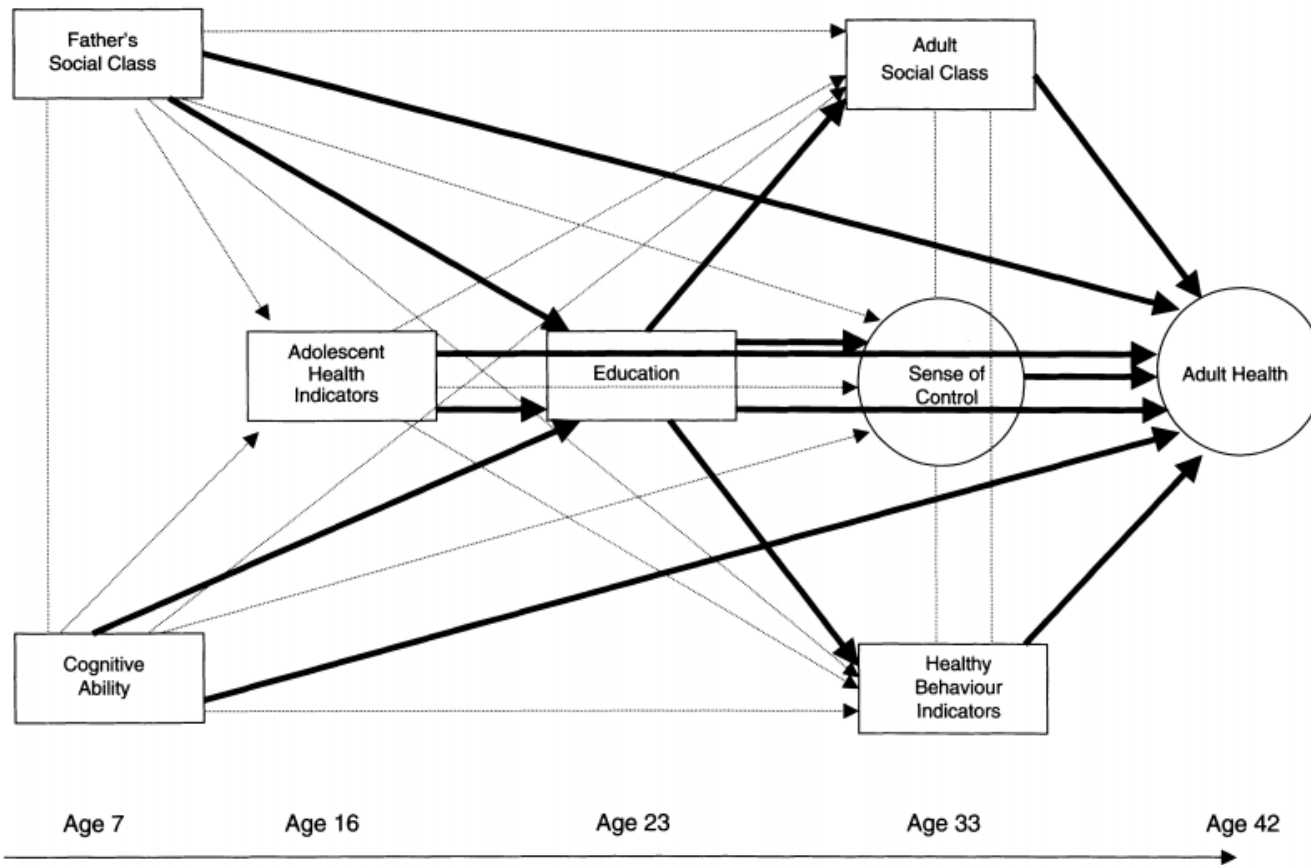 Father's
Social Class
Adult
Social Class
Adolescent
Health
Indicators
Education
Sense of
Control
Adult Health
Cognitive
Ability
Healthy
Behaviour
Indicators
Age 7
Age 16
Age 23
Age 33
Age 42